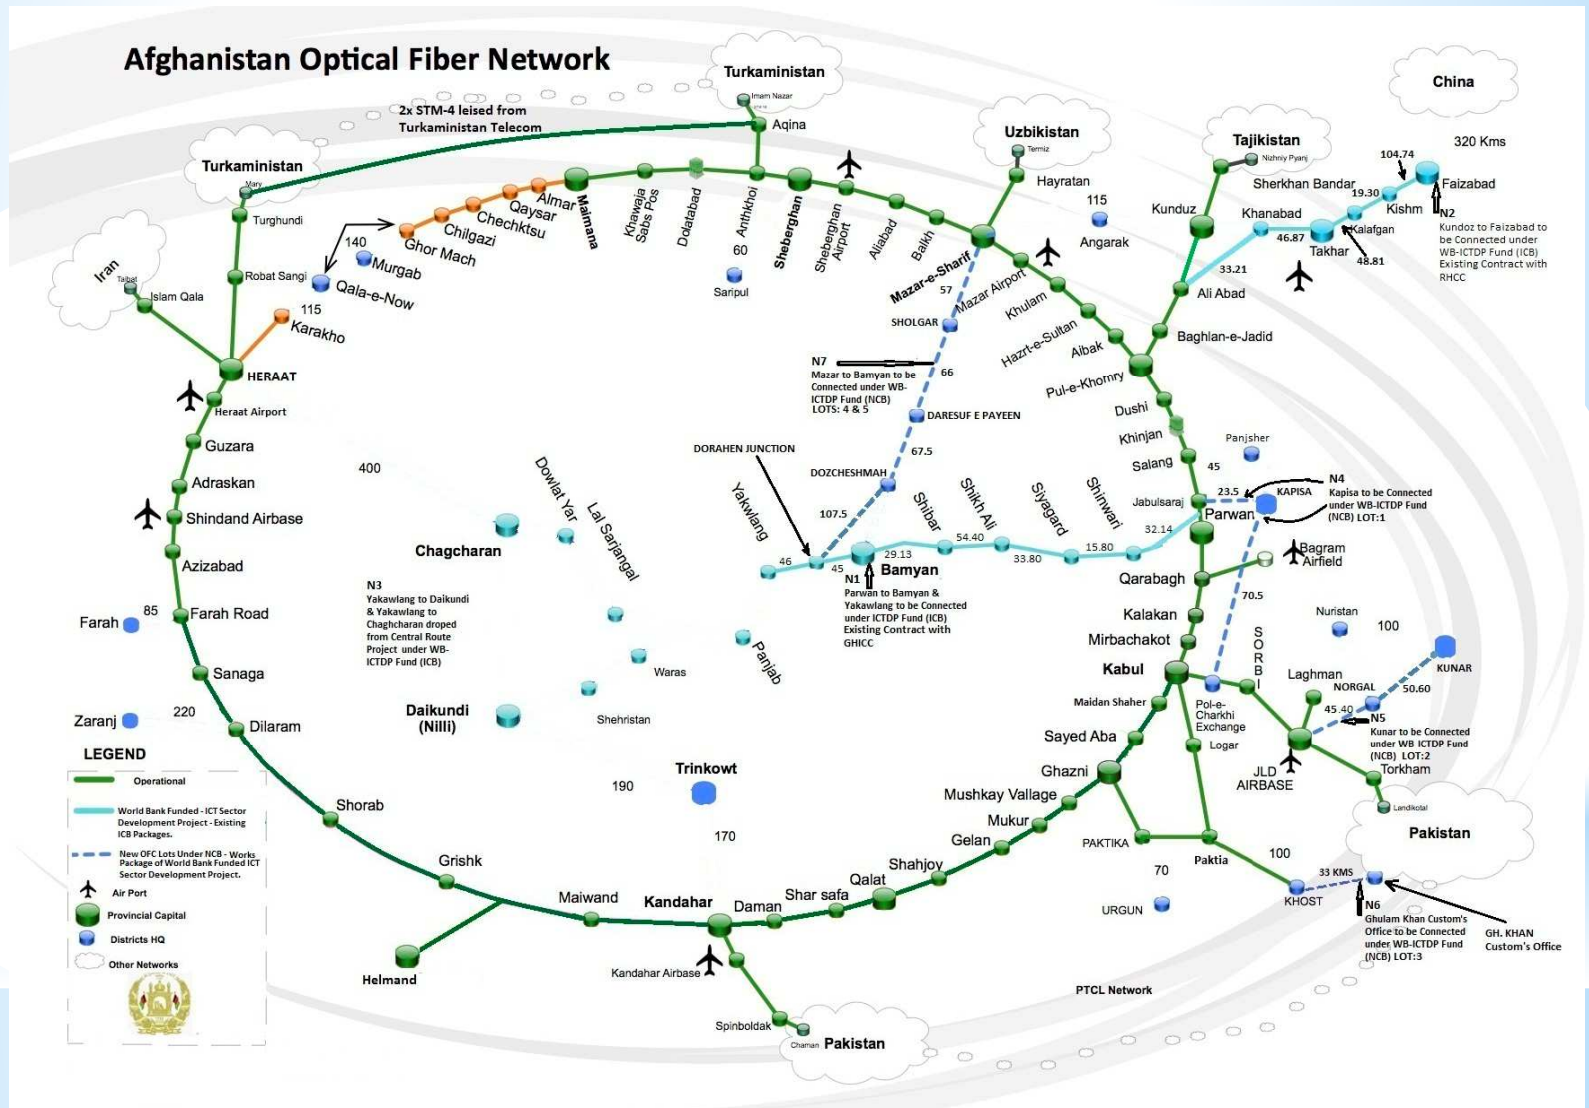 Afghanistan Optical Fiber Network
Turkaministan
Imam Nazar
Aqina
2x STM-4 leised from
Turkaministan Telecom
Turkaministan
Mary
Turghundi
Robat Sangi
Iran
Islam Qala
115
Karakho
HERAAT
Heraat Airport
Guzara
Adraskan
Shindand Airbase
Azizabad
85
Farah
Farah Road
Sanaga
220
Zaranj
Dilaram
Shorab
Grishk
Helmand
Maiwand
Kandahar
Kandahar Airbase
Spinboldak
Chaman
Pakistan
Daman
Shar safa
Qalat
Shahjoy
Gelan
Mukur
Mushkay Vallage
Ghazni
Sayed Aba
Maidan Shaher
Kabul
Mirbachakot
Kalakan
Qarabagh
Bagram
Airfield
Parwan
Jabulsaraj
Salang
Khinjan
Dushi
Pul-e-Khomry
Aibak
Hazrt-e-Sultan
Khulam
Mazar Airport
Mazar-e-Sharif
Balkh
Aliabad
Sheberghan
Airport
Sheberghan
Anthkhoi
Dolatabad
Khawaja
Sabs Pos
Maimana
Almar
Qaysar
Chechktsu
Chilgazi
Ghor Mach
140
Murgab
Qala-e-Now
60
Saripul
Uzbikistan
Termiz
Hayratan
115
Angarak
Tajikistan
Nizhniy Pyanj
Sherkhan Bandar
Kunduz
Ali Abad
Baghlan-e-Jadid
China
320 Kms
104.74
Faizabad
19.30
Kishm
Khanabad
Kalafgan
46.87
Takhar
48.81
33.21
N2
Kundoz to Faizabad to
be Connected under
WB-ICTDP Fund (ICB)
Existing Contract with
RHCC
57
SHOLGAR
N7
Mazar to Bamyan to be
Connected under WB-
ICTDP Fund (NCB)
LOTS: 4 & 5
66
DARESUF E PAYEEN
67.5
DORAHEN JUNCTION
DOZCHESHMAH
107.5
Yakwlang
46
45
Bamyan
29.13
Shibar
54.40
Shikh Ali
33.80
Siyagard
15.80
Shinwari
32.14
N1
Parwan to Bamyan &
Yakawlang to be Connected
under ICTDP Fund (ICB)
Existing Contract with
GHICC
45
Panjsher
23.5
KAPISA
N4
Kapisa to be Connected
under WB-ICTDP Fund
(NCB) LOT:1
70.5
Nuristan
100
SORBI
Laghman
NORGAL
KUNAR
50.60
45.40
N5
Kunar to be Connected
under WB ICTDP Fund
(NCB) LOT:2
Pol-e-
Charkhi
Exchange
Logar
JLD
AIRBASE
Torkham
Landikotal
Pakistan
PAKTIKA
Paktia
100
70
URGUN
KHOST
33 KMS
N6
Ghulam Khan Custom's
Office to be Connected
under WB-ICTDP Fund
(NCB) LOT:3
GH. KHAN
Custom's Office
PTCL Network
400
Dowlat Yar
Lal Sarjangal
Chagcharan
N3
Yakawlang to Daikundi
& Yakawlang to
Chaghcharan droped
from Central Route
Project under WB-
ICTDP Fund (ICB)
Waras
Panjab
Shehristan
Daikundi
(Nilli)
Trinkowt
190
170
LEGEND
Operational
World Bank Funded - ICT Sector
Development Project - Existing
ICB Packages.
New OFC Lots Under NCB - Works
Package of World Bank Funded ICT
Sector Development Project.
Air Port
Provincial Capital
Districts HQ
Other Networks